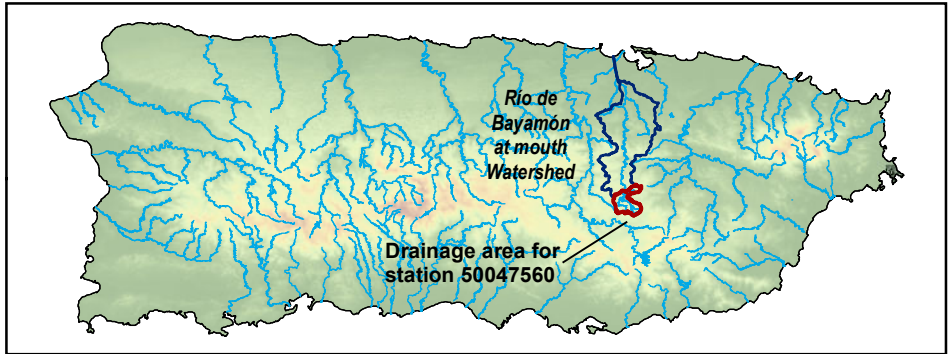 Río de
Bayamón
at mouth
Watershed
Drainage area for
station 50047560